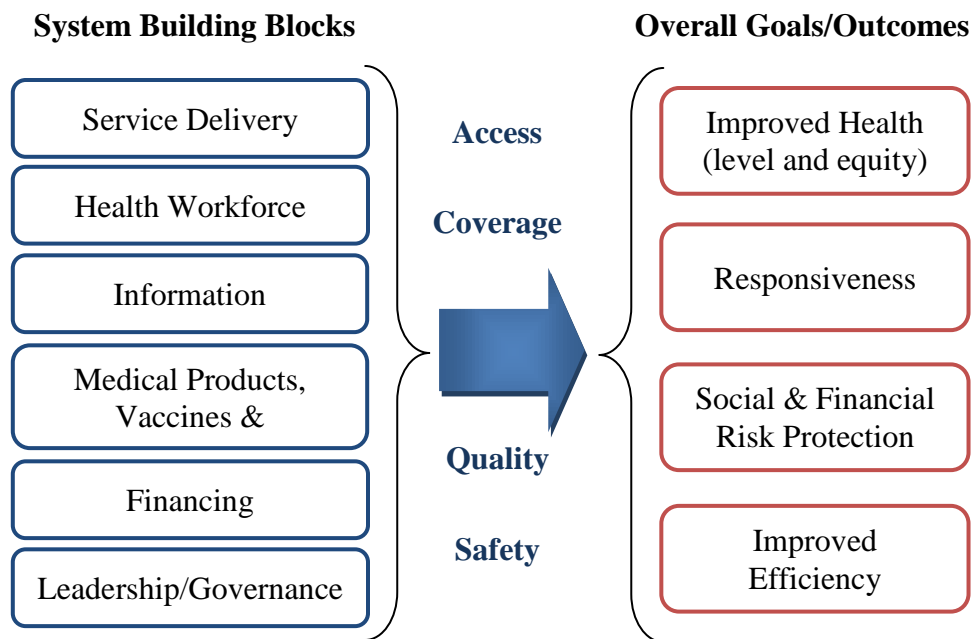 System Building Blocks
Service Delivery
Health Workforce
Information
Medical Products,
Vaccines &
Financing
Leadership/Governance
Access
Coverage
Quality
Safety
Overall Goals/Outcomes
Improved Health
(level and equity)
Responsiveness
Social & Financial
Risk Protection
Improved
Efficiency